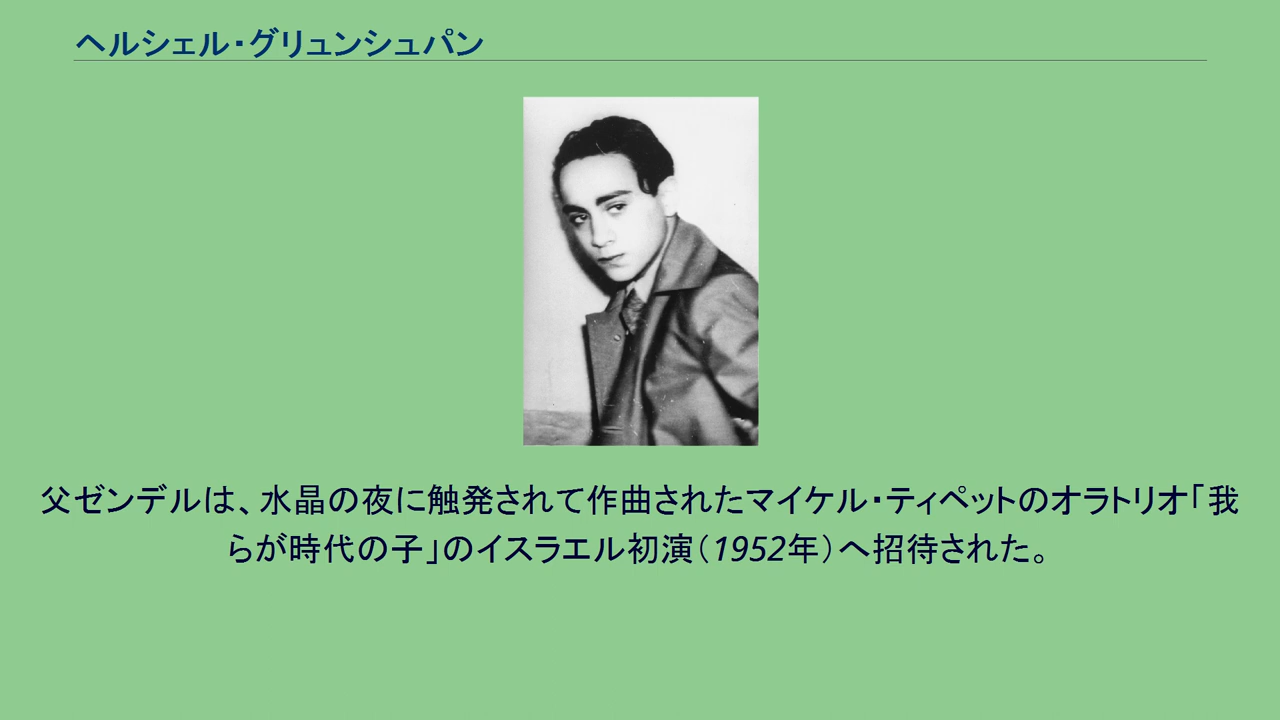 ヘルシェル・グリュンシュパン
父ゼンデルは、水晶の夜に触発されて作曲されたマイケル・ティペットのオラトリオ「我
らが時代の子」のイスラエル初演（1952年）へ招待された。